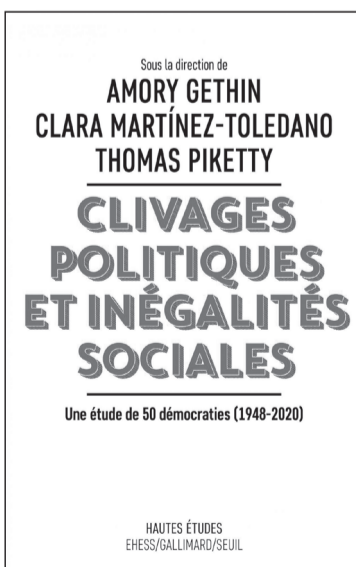 Sous la direction de
AMORY GETHIN
CLARA MARTÍNEZ-TOLEDANO
THOMAS PIKETTY
CLIVAGES
POLITIQUES
ET INÉGALITÉS
SOCIALES
Une étude de 50 démocraties (1948-2020)
HAUTES ÉTUDES
EHESS/GALLIMARD/SEUIL